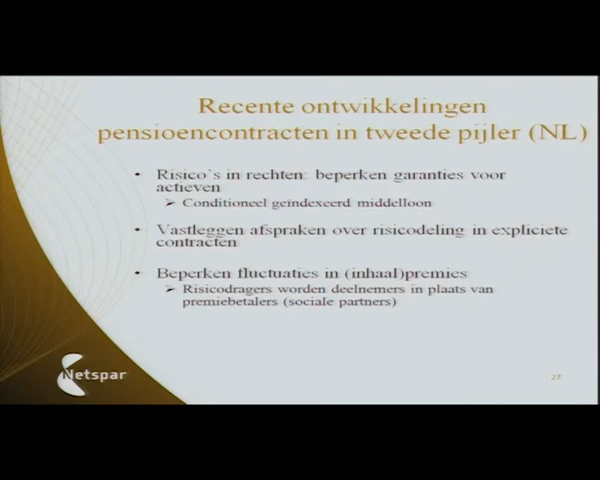 Recente ontwikkelingen
pensioencontracten in tweede pijler (NL)
• Risico`s in rechten: beperken garanties voor
actieven
➢ Conditioneel geïndexeerd middelloon
• Vastleggen afspraken over risicodeling in expliciete
contracten
• Beperken fluctuaties in (inhaal)premies
➢ Risicodragers worden deelnemers in plaats van
premiebetalers (sociale partners)
Netspar
27